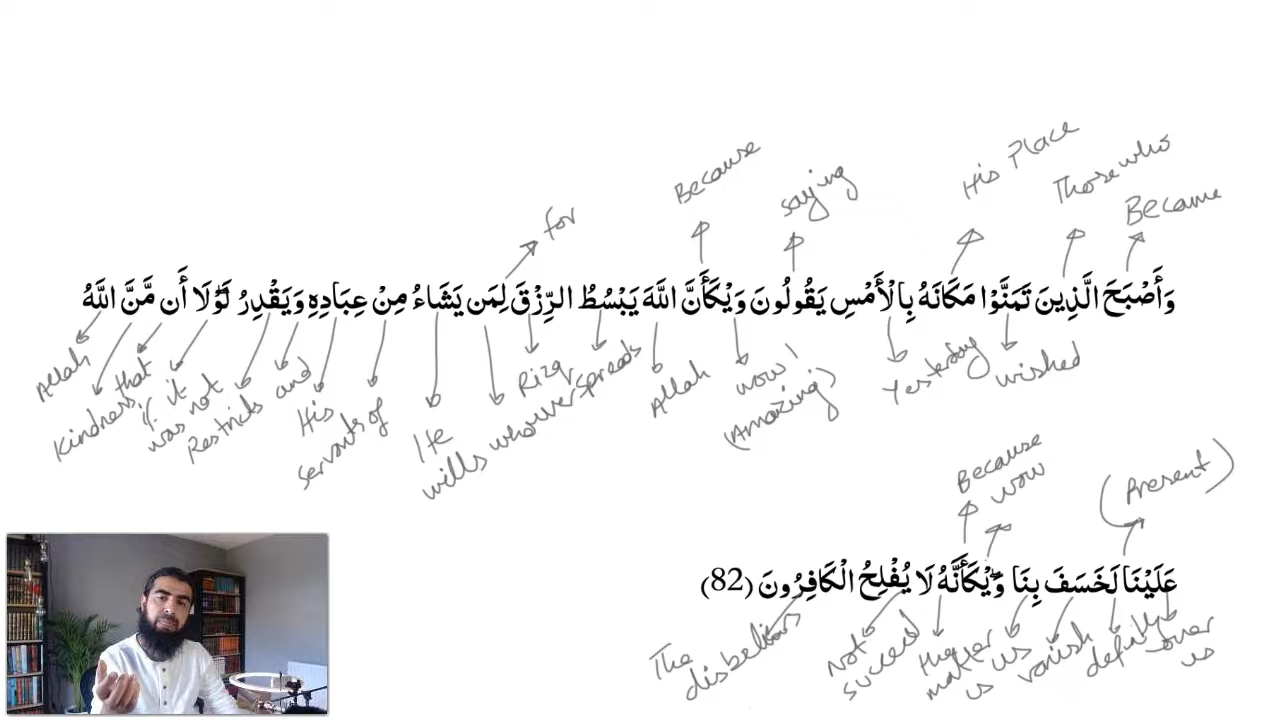 His Place
Those who
Became
Because
saying
for
وَأَصْبَحَ الَّذِينَ تَمَنَّوْا مَكَانَهُ بِالْأَمْسِ يَقُولُونَ وَيْكَأَنَّ اللَّهَ يَبْسُطُ الرِّزْقَ لِمَن يَشَاءُ مِنْ عِبَادِهِ وَيَقْدِرُ لَوْلَا أَن مَّنَّ اللَّهُ
wished
Yesterday
wow!
(Amazing)
Allah
spreads
Rizq
whoever
He
wills
servants of
His
and
Restricts
if it
was not
that
Kindness
Allah
Because
wow
(Present)
عَلَيْنَا لَخَسَفَ بِنَا وَيْكَأَنَّهُ لَا يُفْلِحُ الْكَافِرُونَ (82)
over
us
vanish
us
the
matter
is
not
succeed
The